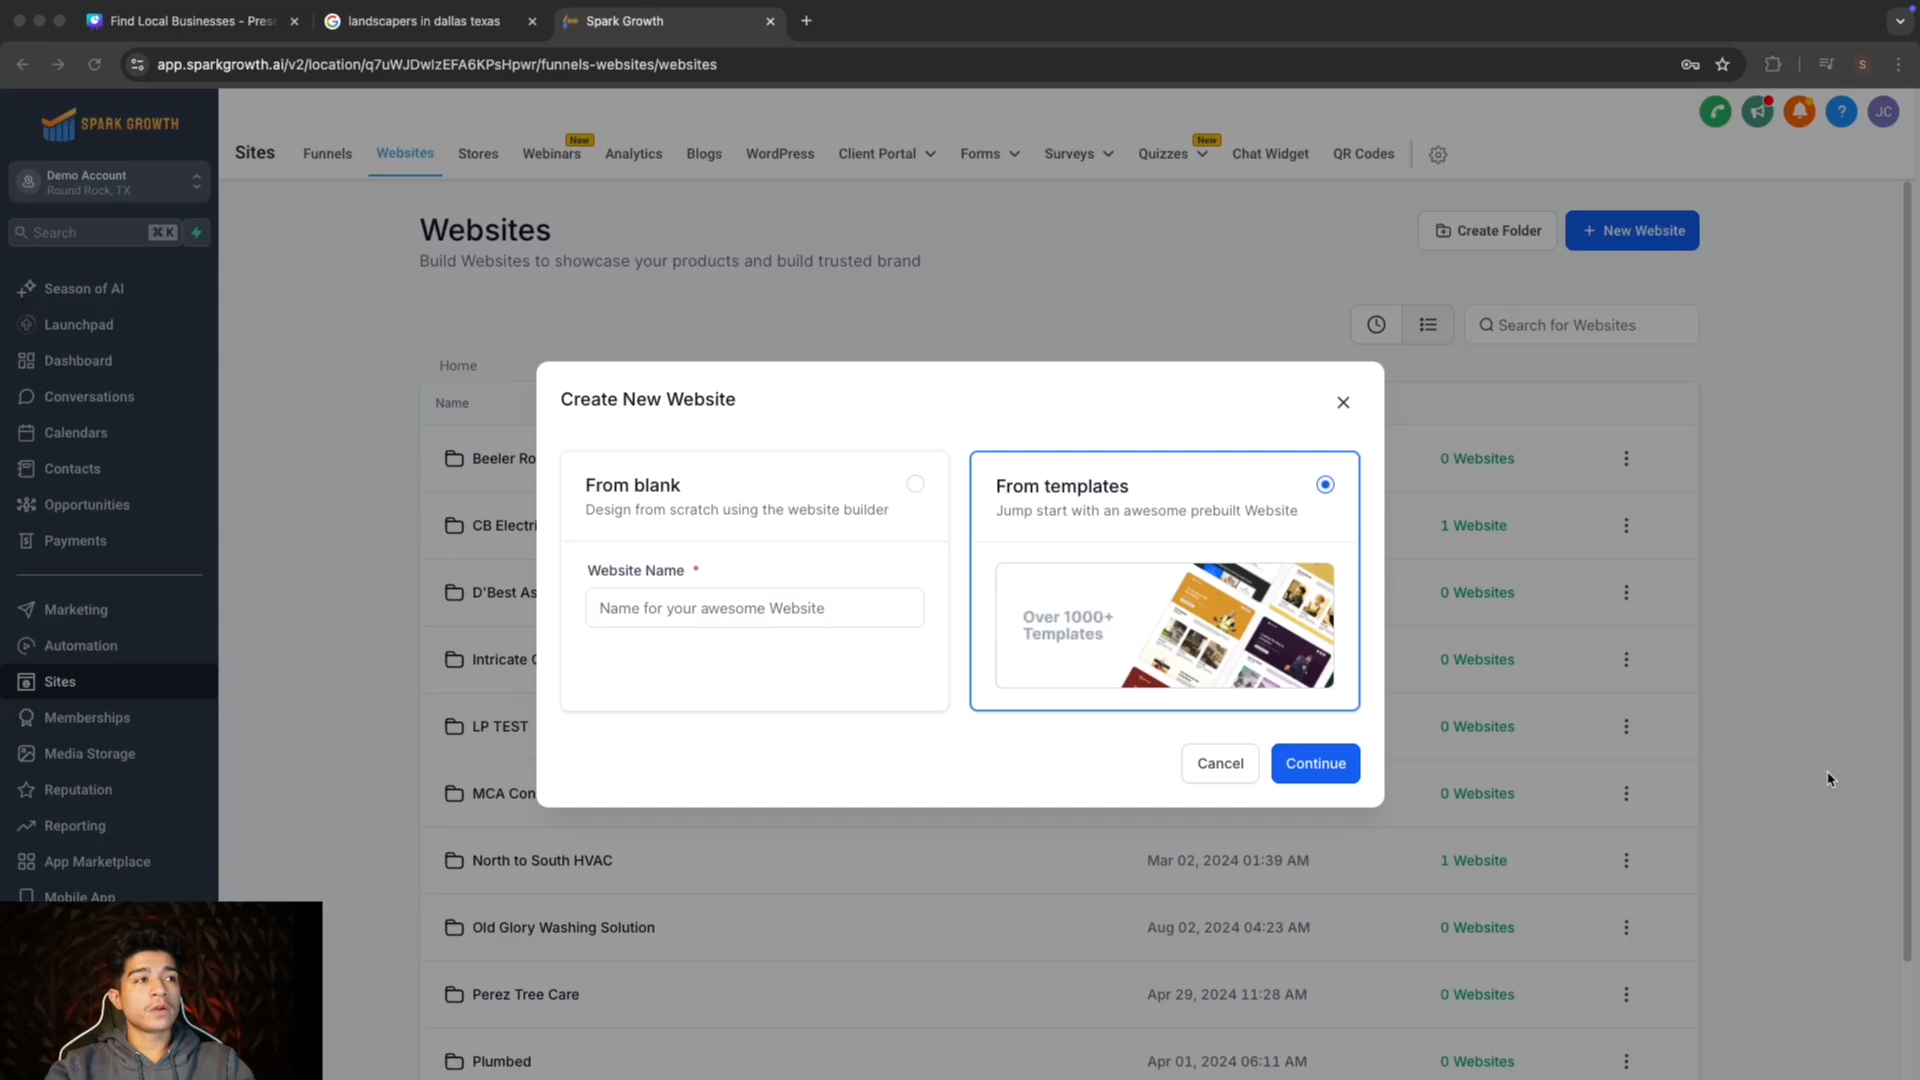 Find Local Businesses - Pres
landscapers in dallas texas
Spark Growth
app.sparkgrowth.ai/v2/location/q7uWJDwlzEFA6KPsHpwr/funnels-websites/websites
S
SPARK GROWTH
JC
Sites
Funnels
Websites
Stores
Webinars
New
Analytics
Blogs
WordPress
Client Portal
Forms
Surveys
Quizzes
New
Chat Widget
QR Codes
Demo Account
Round Rock, TX
Search
⌘ K
Season of AI
Launchpad
Dashboard
Conversations
Calendars
Contacts
Opportunities
Payments
Marketing
Automation
Sites
Memberships
Media Storage
Reputation
Reporting
App Marketplace
Mobile App
Websites
Build Websites to showcase your products and build trusted brand
Create Folder
+ New Website
Search for Websites
Home
Name
Beeler Ro
0 Websites
CB Electri
1 Website
D'Best As
0 Websites
Intricate
0 Websites
LP TEST
0 Websites
MCA Con
0 Websites
North to South HVAC
Mar 02, 2024 01:39 AM
1 Website
Old Glory Washing Solution
Aug 02, 2024 04:23 AM
0 Websites
Perez Tree Care
Apr 29, 2024 11:28 AM
0 Websites
Plumbed
Apr 01, 2024 06:11 AM
0 Websites
Create New Website
From blank
Design from scratch using the website builder
Website Name *
Name for your awesome Website
From templates
Jump start with an awesome prebuilt Website
Over 1000+
Templates
Cancel
Continue